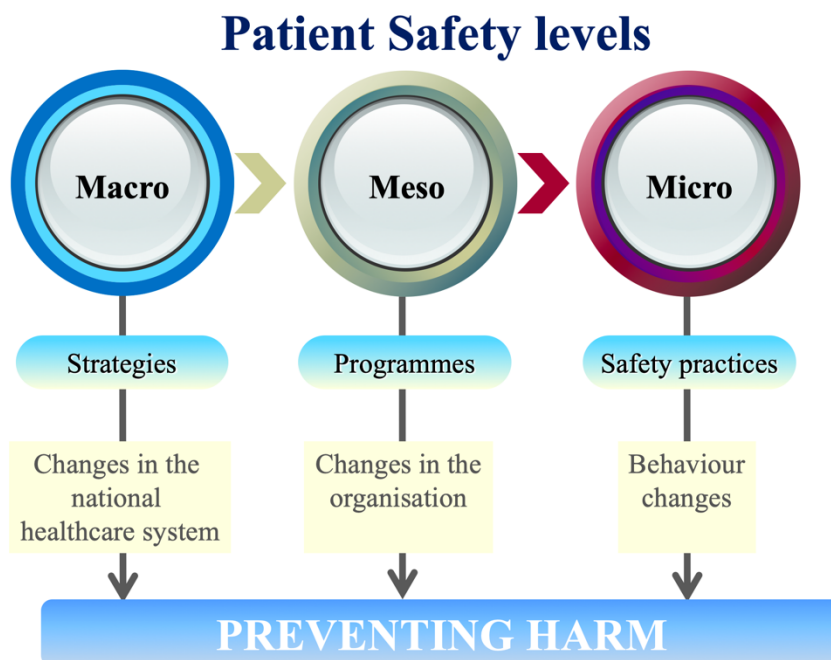 Patient Safety levels
Macro
Meso
Micro
Strategies
Programmes
Safety practices
Changes in the
national
healthcare system
Changes in the
organisation
Behaviour
changes
PREVENTING HARM